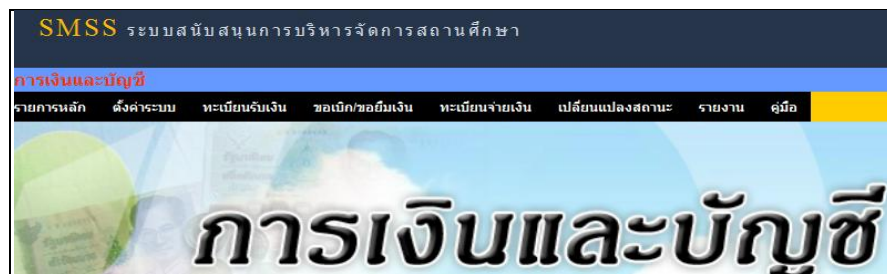 SMSS ระบบสนับสนุนการบริหารจัดการสถานศึกษา
การเงินและบัญชี
รายการหลัก ตั้งค่าระบบ ทะเบียนรับเงิน ขอเบิก/ขอยืมเงิน ทะเบียนจ่ายเงิน เปลี่ยนแปลงสถานะ รายงาน คู่มือ
การเงินและบัญชี